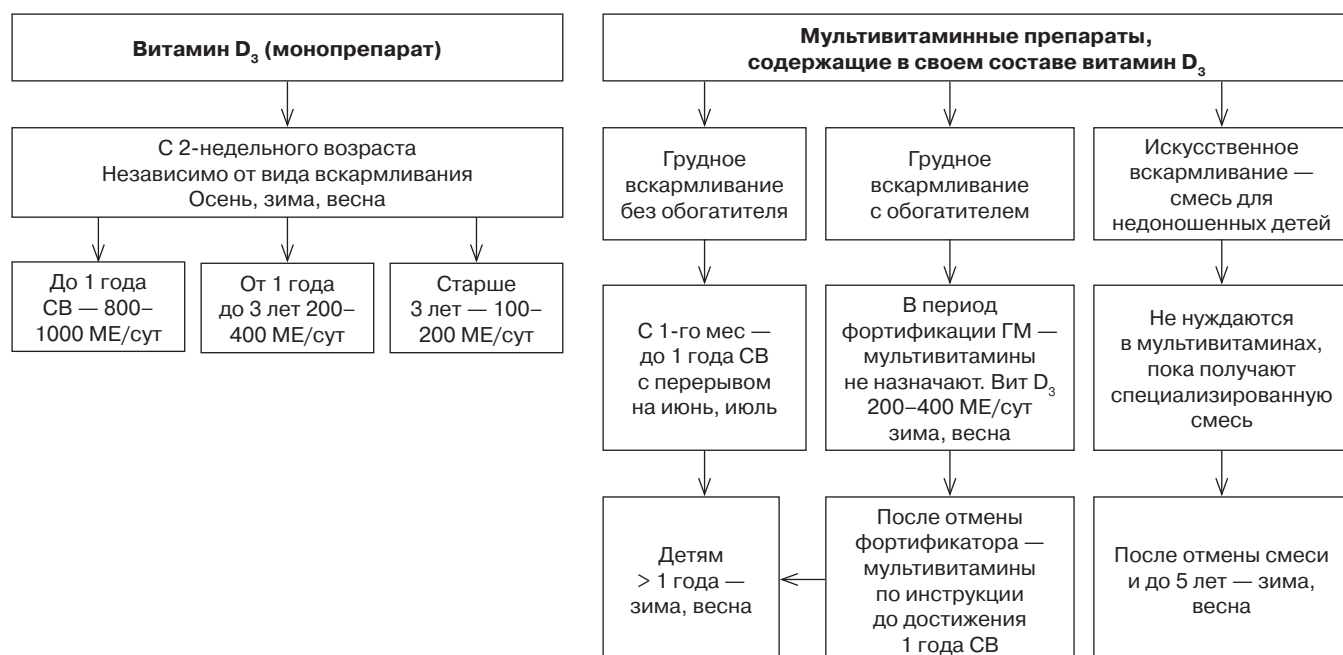 Витамин D₃ (монопрепарат)
С 2-недельного возраста
Независимо от вида вскармливания
Осень, зима, весна
До 1 года
СВ — 800–
1000 МЕ/сут
От 1 года
до 3 лет 200–
400 МЕ/сут
Старше
3 лет — 100–
200 МЕ/сут
Мультивитаминные препараты,
содержащие в своем составе витамин D₃
Грудное
вскармливание
без обогатителя
Грудное
вскармливание
с обогатителем
Искусственное
вскармливание —
смесь для
недоношенных детей
С 1-го мес —
до 1 года СВ
с перерывом
на июнь, июль
В период
фортификации ГМ —
мультивитамины
не назначают. Вит D₃
200–400 МЕ/сут
зима, весна
Не нуждаются
в мультивитаминах,
пока получают
специализированную
смесь
Детям
> 1 года —
зима, весна
После отмены
фортификатора —
мультивитамины
по инструкции
до достижения
1 года СВ
После отмены смеси
и до 5 лет — зима,
весна